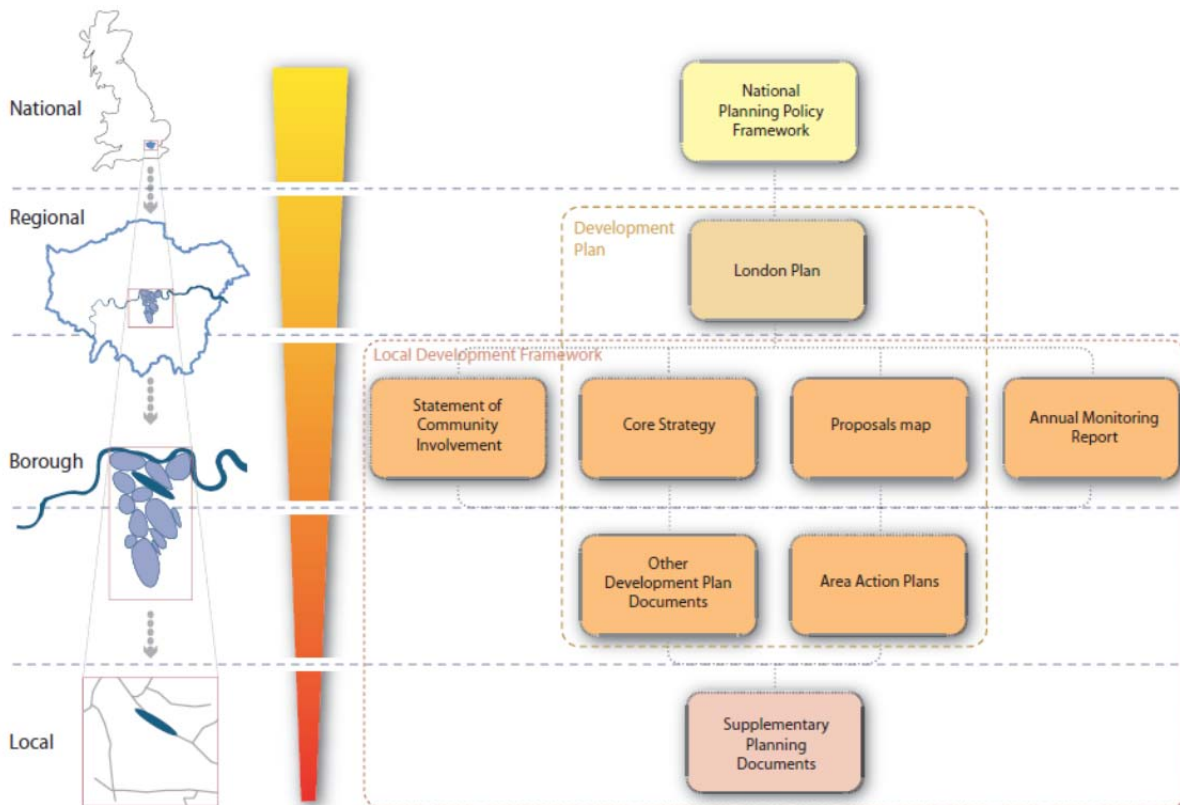 National
National
Planning Policy
Framework
Regional
Development
Plan
London Plan
Local Development Framework
Statement of
Community
Involvement
Core Strategy
Proposals map
Annual Monitoring
Report
Borough
Other
Development Plan
Documents
Area Action Plans
Local
Supplementary
Planning
Documents